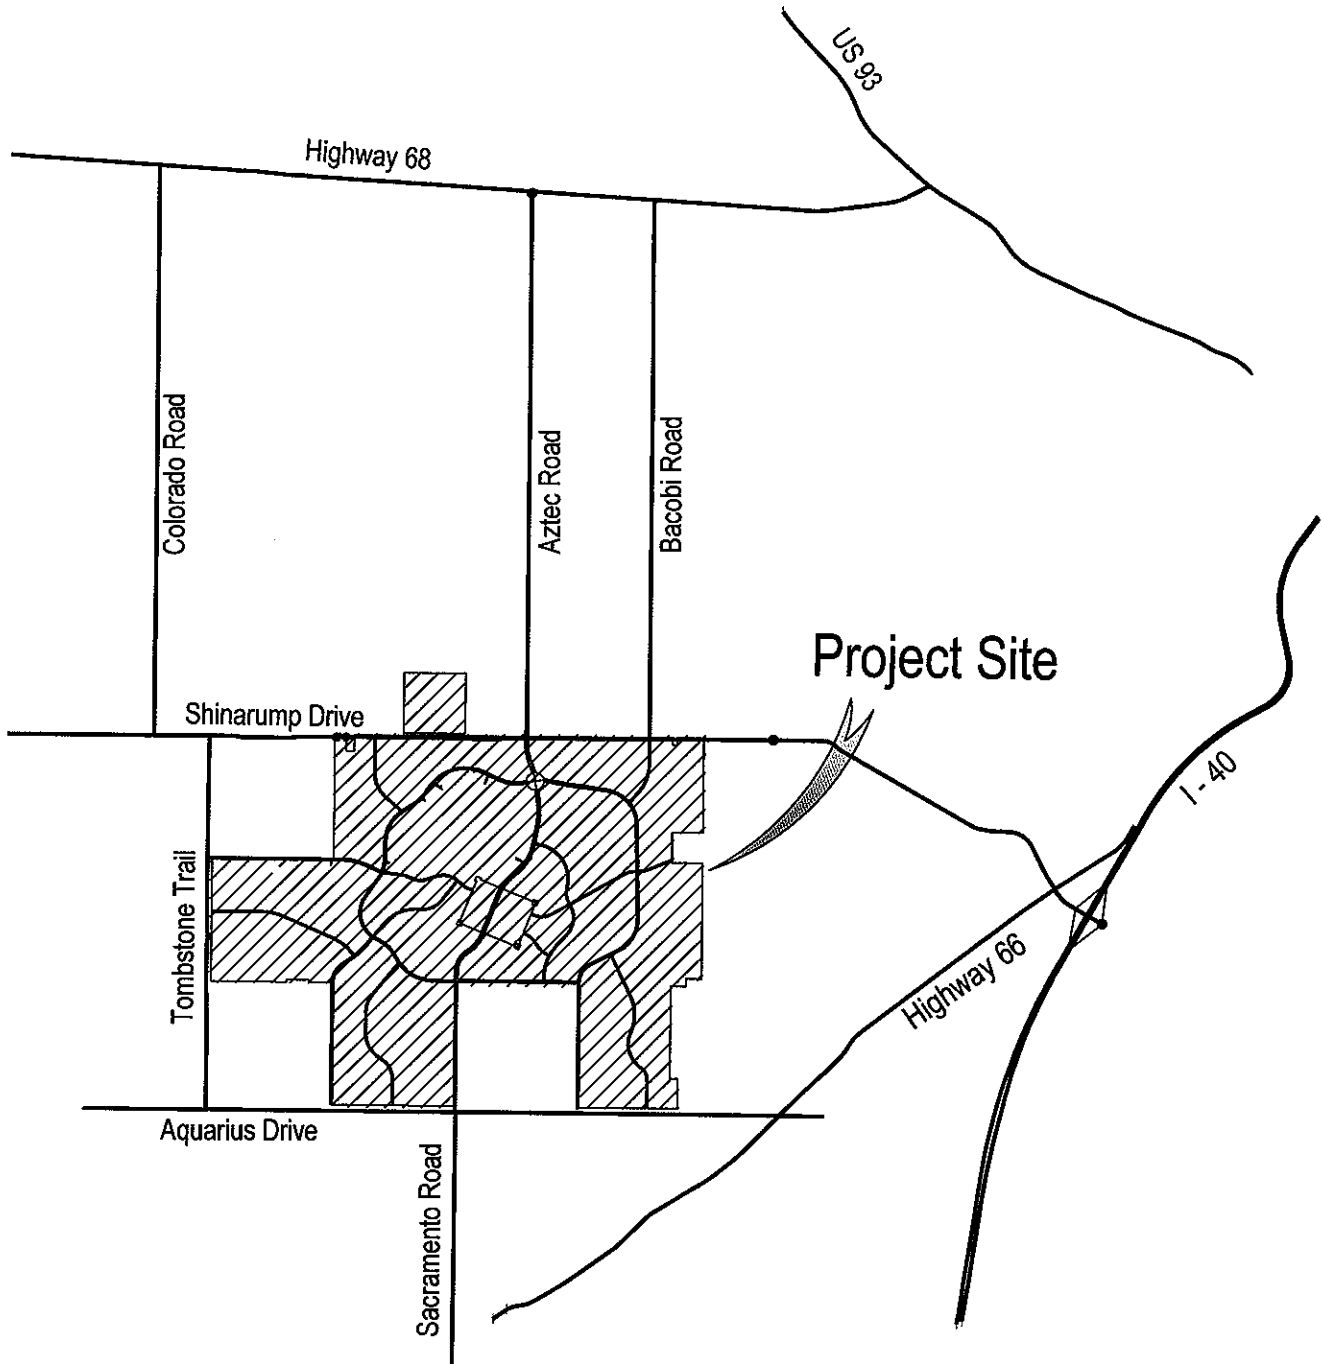 US 93
Highway 68
Colorado Road
Aztec Road
Bacobi Road
Project Site
Shinarump Drive
I - 40
Tombstone Trail
Highway 66
Aquarius Drive
Sacramento Road